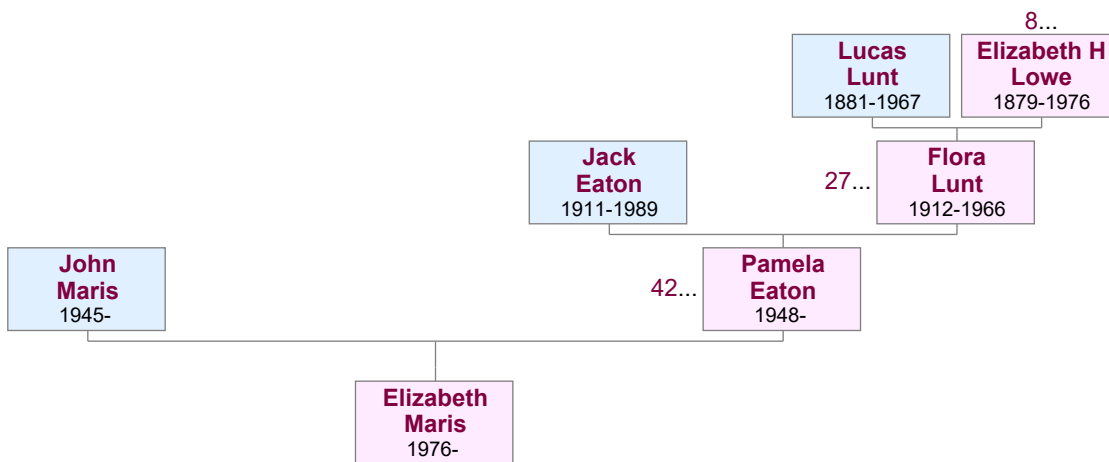 8...
Lucas
Lunt
1881-1967
Elizabeth H
Lowe
1879-1976
Jack
Eaton
1911-1989
27...
Flora
Lunt
1912-1966
John
Maris
1945-
42...
Pamela
Eaton
1948-
Elizabeth
Maris
1976-